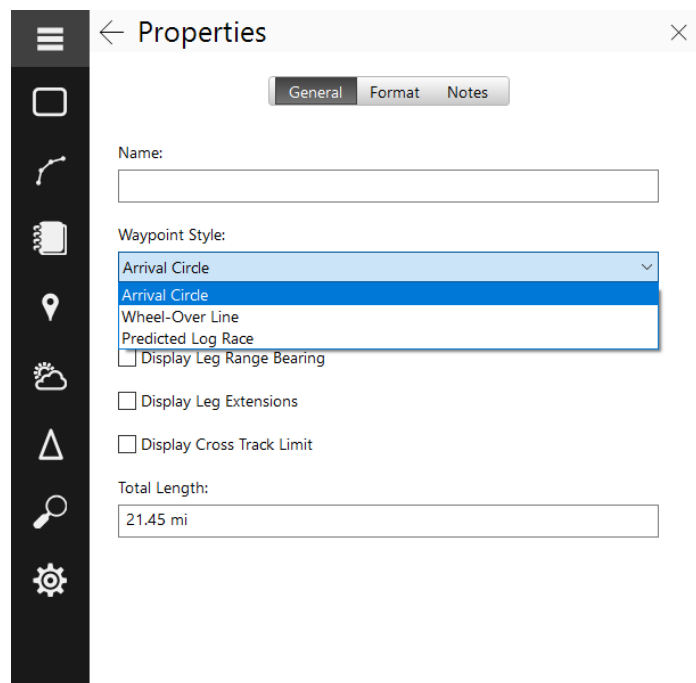 Properties
General Format Notes
Name:
Waypoint Style:
Arrival Circle
Arrival Circle
Wheel-Over Line
Predicted Log Race
Display Leg Range Bearing
Display Leg Extensions
Display Cross Track Limit
Total Length:
21.45 mi